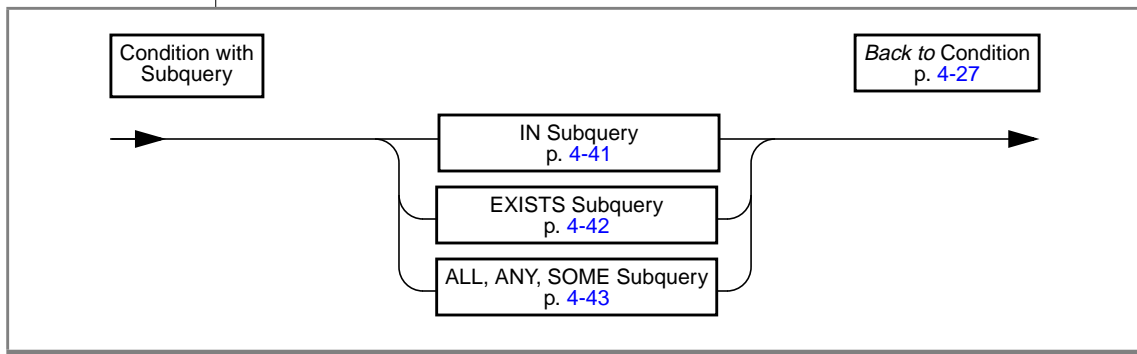 Condition with
Subquery
Back to Condition
p. 4-27
IN Subquery
p. 4-41
EXISTS Subquery
p. 4-42
ALL, ANY, SOME Subquery
p. 4-43